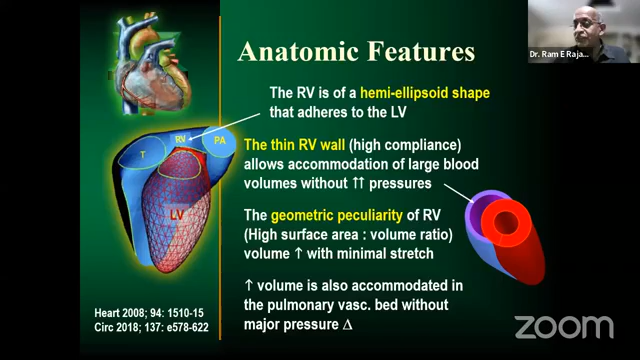 Dr. Ram E Raja...
Anatomic Features
The RV is of a hemi-ellipsoid shape
that adheres to the LV
The thin RV wall (high compliance)
allows accommodation of large blood
volumes without ↑↑ pressures
The geometric peculiarity of RV
(High surface area : volume ratio)
volume ↑ with minimal stretch
↑ volume is also accommodated in
the pulmonary vasc. bed without
major pressure Δ
T
RV
PA
LV
Heart 2008; 94: 1510-15
Circ 2018; 137: e578-622
zoom